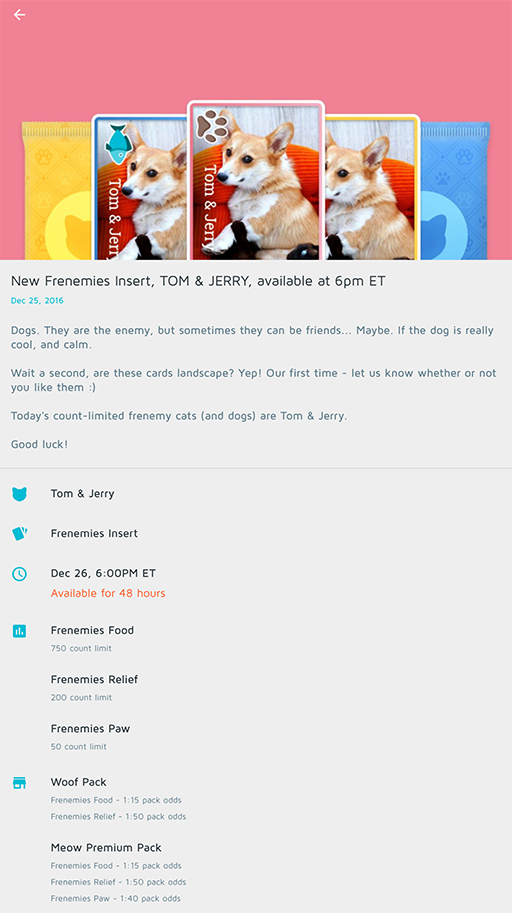 Tom & Jerry
Tom & Jerry
New Frenemies Insert, TOM & JERRY, available at 6pm ET
Dec 25, 2016
Dogs. They are the enemy, but sometimes they can be friends... Maybe. If the dog is really
cool, and calm.
Wait a second, are these cards landscape? Yep! Our first time - let us know whether or not
you like them :)
Today's count-limited frenemy cats (and dogs) are Tom & Jerry.
Good luck!
Tom & Jerry
Frenemies Insert
Dec 26, 6:00PM ET
Available for 48 hours
Frenemies Food
750 count limit
Frenemies Relief
200 count limit
Frenemies Paw
50 count limit
Woof Pack
Frenemies Food - 1:15 pack odds
Frenemies Relief - 1:50 pack odds
Meow Premium Pack
Frenemies Food - 1:15 pack odds
Frenemies Relief - 1:50 pack odds
Frenemies Paw - 1:40 pack odds